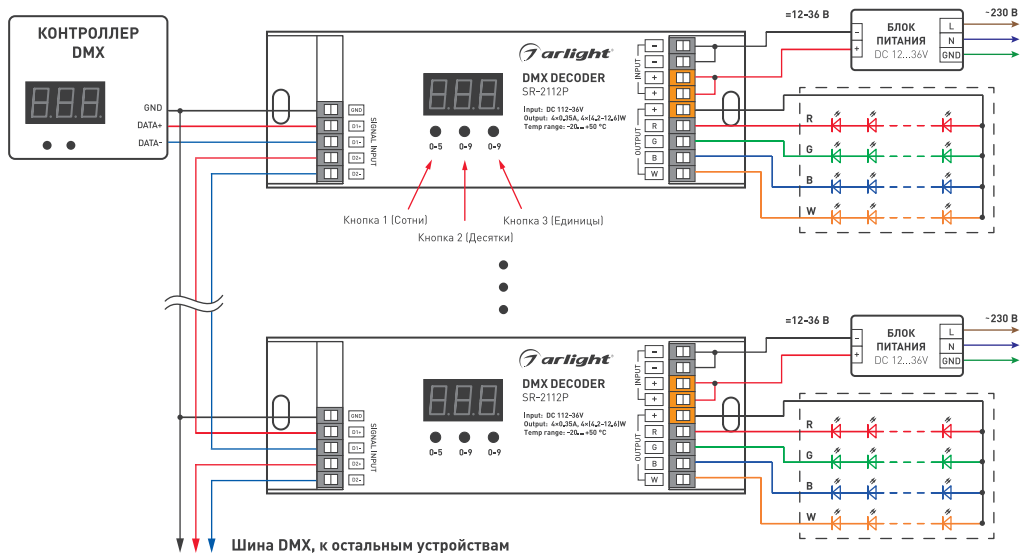 КОНТРОЛЛЕР
DMX
GND
DATA+
DATA-
GND
D1+
D1-
D2+
D2-
SIGNAL INPUT
arlight®
DMX DECODER
SR-2112P
Input: DC 112-36V
Output: 4×0,35A, 4×(4,2-12,6)W
Temp range: -20...+50 °C
0-5 0-9 0-9
Кнопка 1 (Сотни)
Кнопка 2 (Десятки)
Кнопка 3 (Единицы)
INPUT
-
-
+
+
OUTPUT
+
R
G
B
W
=12-36 В
-
+
БЛОК
ПИТАНИЯ
DC 12...36V
L
N
GND
~230 В
R
G
B
W
GND
D1+
D1-
D2+
D2-
SIGNAL INPUT
arlight®
DMX DECODER
SR-2112P
Input: DC 112-36V
Output: 4×0,35A, 4×(4,2-12,6)W
Temp range: -20...+50 °C
0-5 0-9 0-9
INPUT
-
-
+
+
OUTPUT
+
R
G
B
W
=12-36 В
-
+
БЛОК
ПИТАНИЯ
DC 12...36V
L
N
GND
~230 В
R
G
B
W
Шина DMX, к остальным устройствам